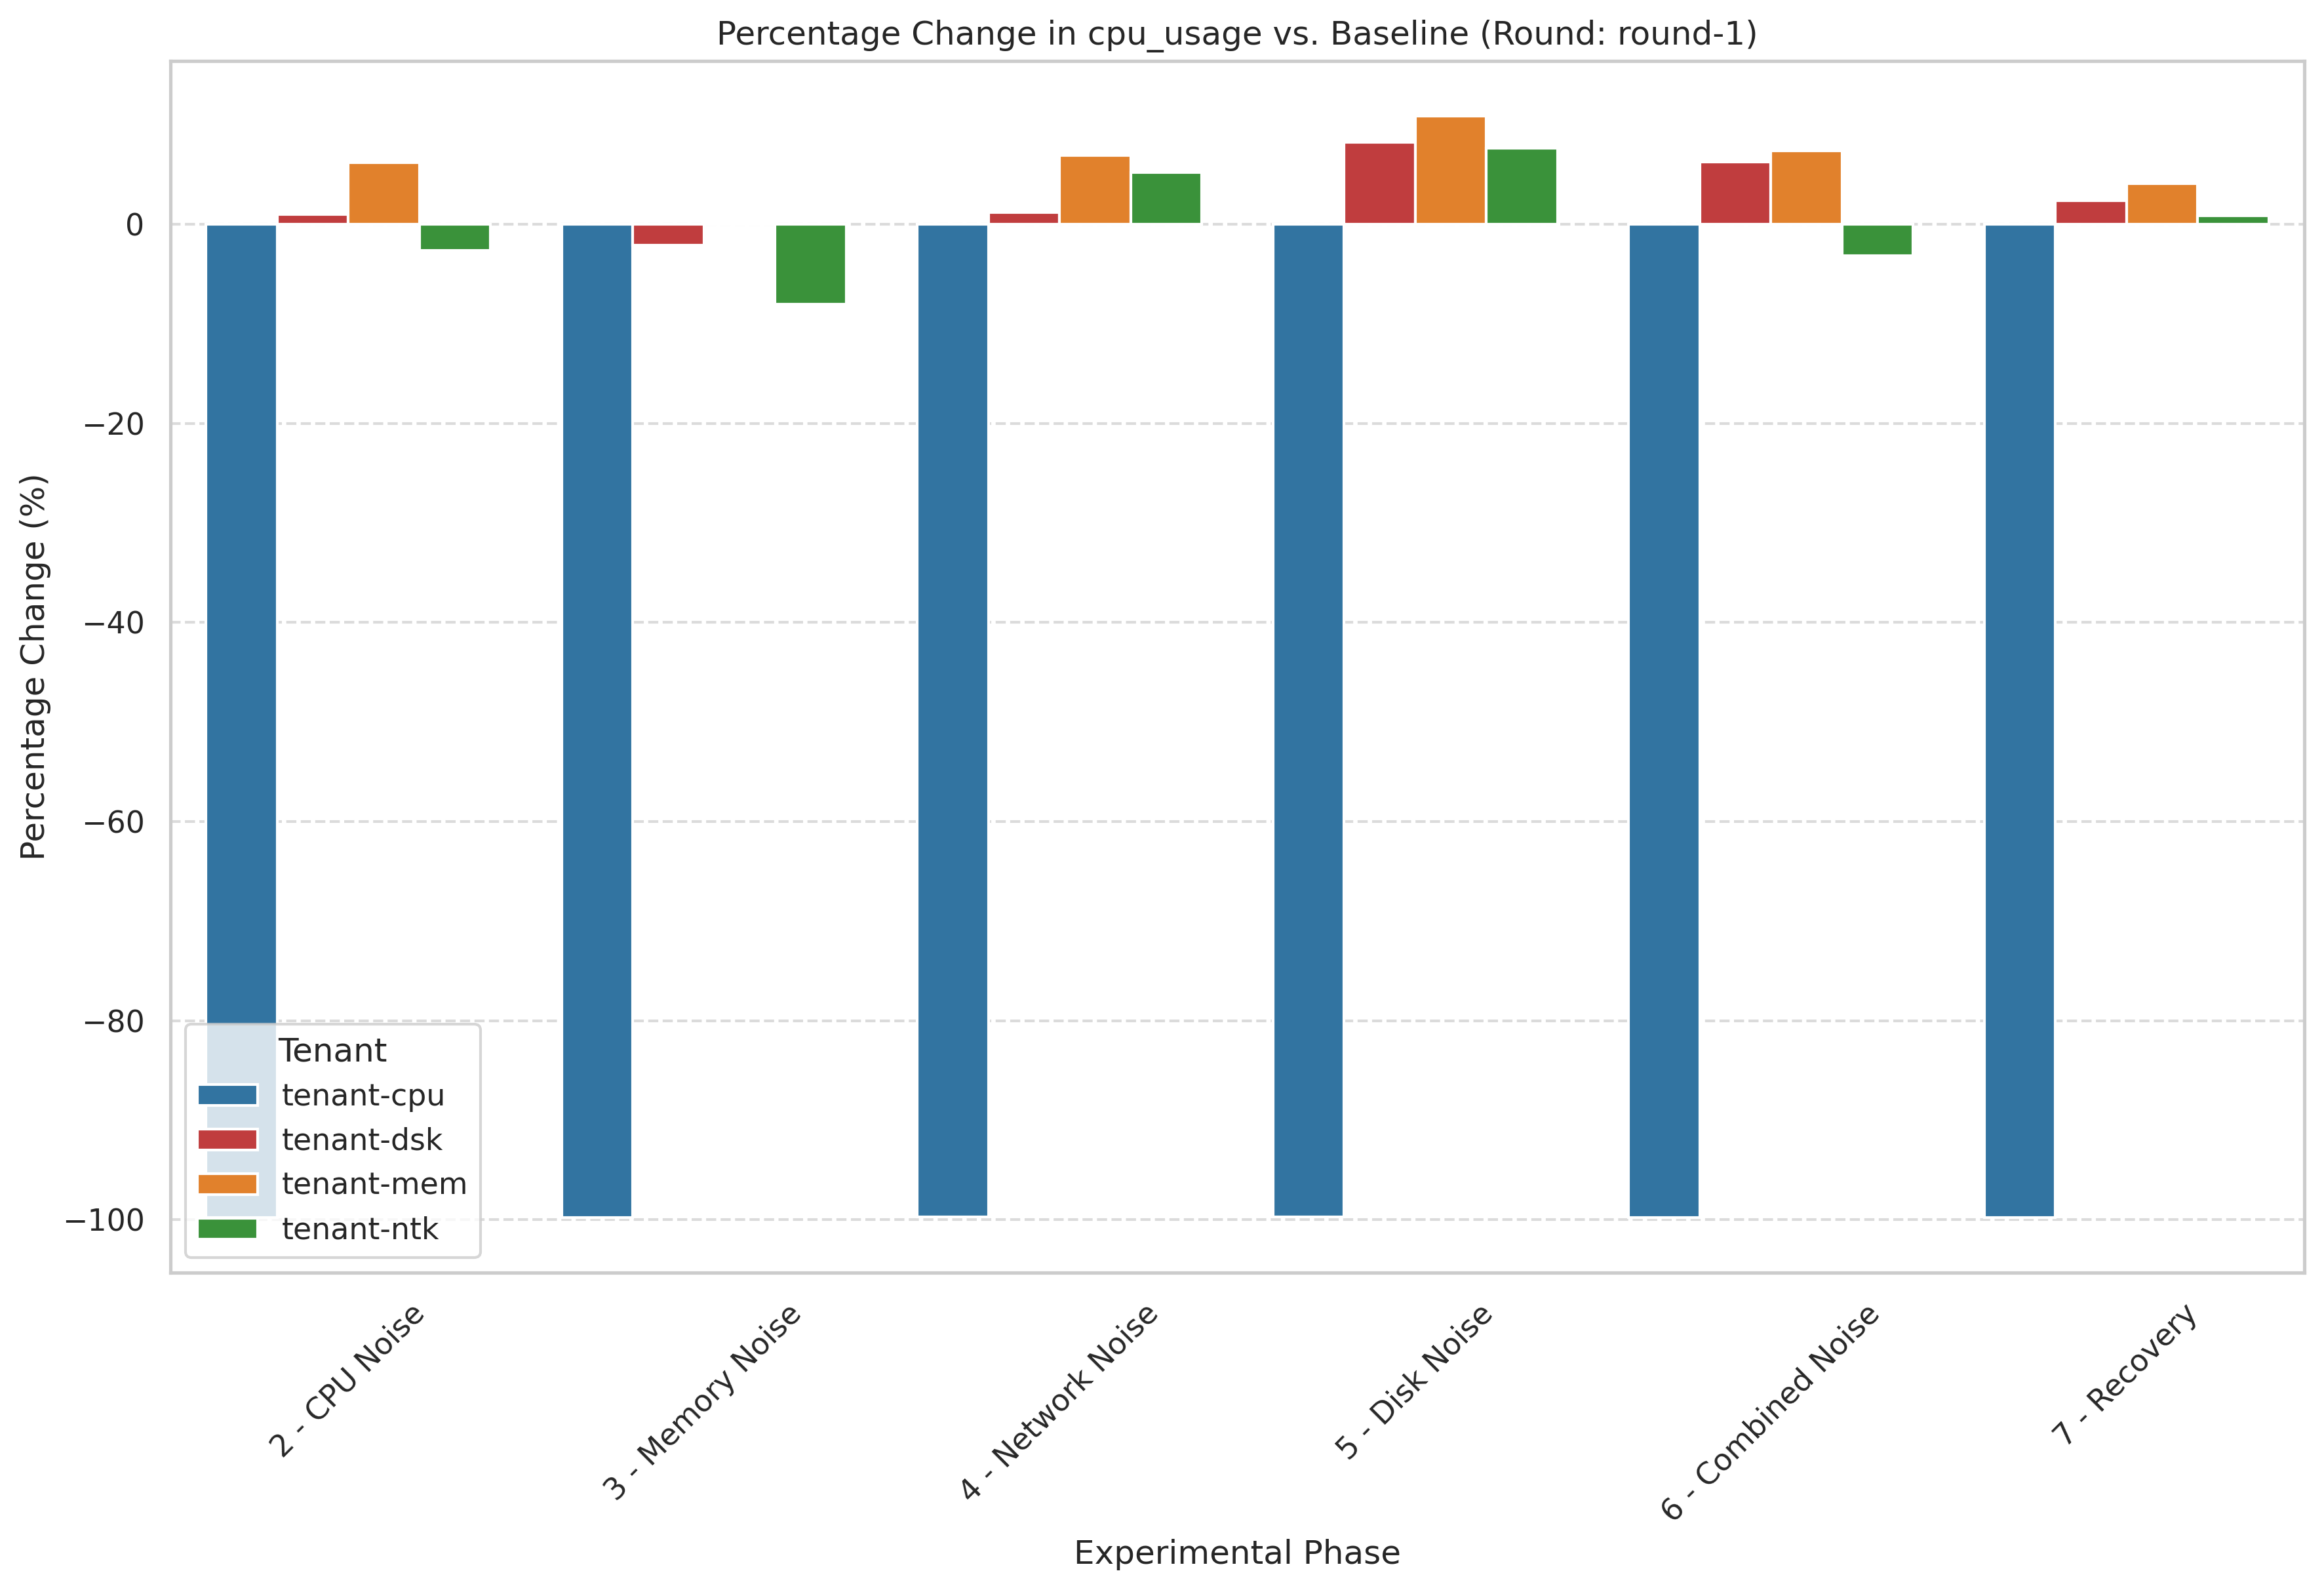 Percentage Change in cpu_usage vs. Baseline (Round: round-1)
Percentage Change (%)
0
−20
−40
−60
−80
−100
Tenant
tenant-cpu
tenant-dsk
tenant-mem
tenant-ntk
2 - CPU Noise
3 - Memory Noise
4 - Network Noise
5 - Disk Noise
6 - Combined Noise
7 - Recovery
Experimental Phase